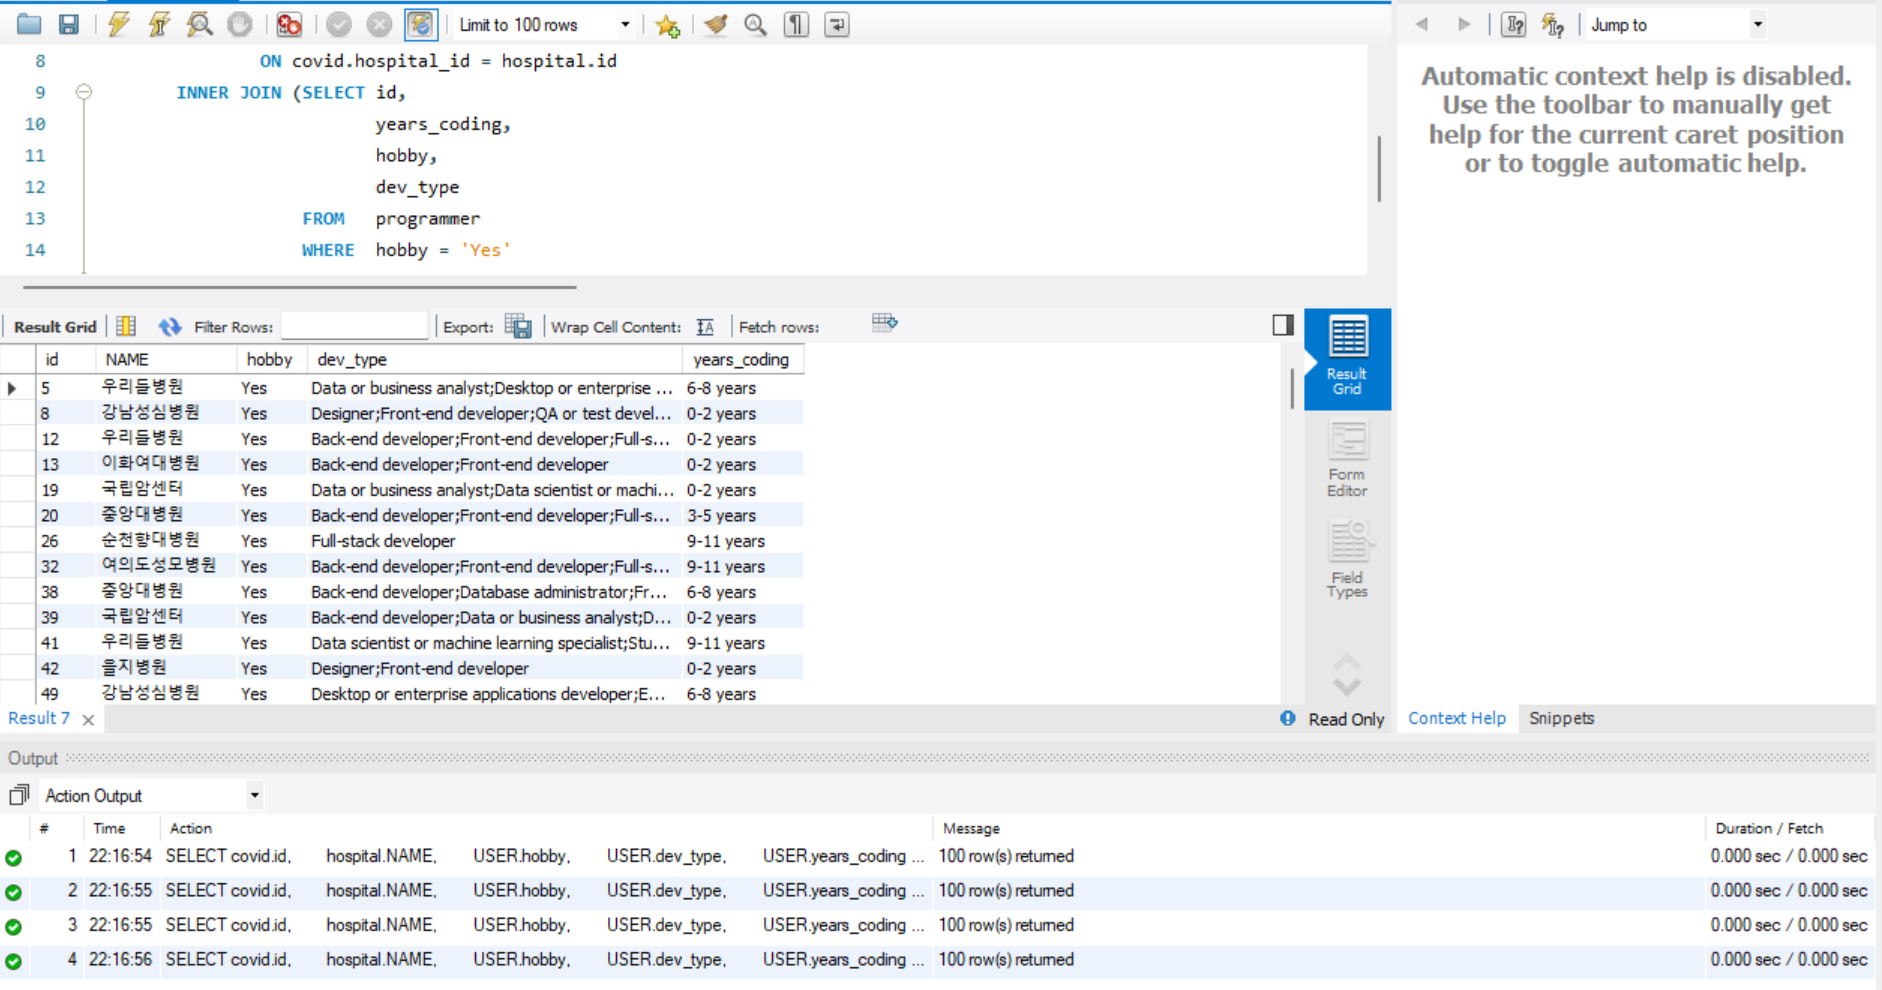 Limit to 100 rows
Jump to
8 ON covid.hospital_id = hospital.id
9 INNER JOIN (SELECT id,
10 years_coding,
11 hobby,
12 dev_type
13 FROM programmer
14 WHERE hobby = 'Yes'
Automatic context help is disabled.
Use the toolbar to manually get
help for the current caret position
or to toggle automatic help.
Result Grid Filter Rows: Export: Wrap Cell Content: Fetch rows:
id NAME hobby dev_type years_coding
5 우리들병원 Yes Data or business analyst;Desktop or enterprise ... 6-8 years
8 강남성심병원 Yes Designer;Front-end developer;QA or test devel... 0-2 years
12 우리들병원 Yes Back-end developer;Front-end developer;Full-s... 0-2 years
13 이화여대병원 Yes Back-end developer;Front-end developer 0-2 years
19 국립암센터 Yes Data or business analyst;Data scientist or machi... 0-2 years
20 중앙대병원 Yes Back-end developer;Front-end developer;Full-s... 3-5 years
26 순천향대병원 Yes Full-stack developer 9-11 years
32 여의도성모병원 Yes Back-end developer;Front-end developer;Full-s... 9-11 years
38 중앙대병원 Yes Back-end developer;Database administrator;Fr... 6-8 years
39 국립암센터 Yes Back-end developer;Data or business analyst;D... 0-2 years
41 우리들병원 Yes Data scientist or machine learning specialist;Stu... 9-11 years
42 을지병원 Yes Designer;Front-end developer 0-2 years
49 강남성심병원 Yes Desktop or enterprise applications developer;E... 6-8 years
Result
Grid
Form
Editor
Field
Types
Result 7
Read Only
Context Help Snippets
Output
Action Output
# Time Action Message Duration / Fetch
1 22:16:54 SELECT covid.id, hospital.NAME, USER.hobby, USER.dev_type, USER.years_coding ... 100 row(s) returned 0.000 sec / 0.000 sec
2 22:16:55 SELECT covid.id, hospital.NAME, USER.hobby, USER.dev_type, USER.years_coding ... 100 row(s) returned 0.000 sec / 0.000 sec
3 22:16:55 SELECT covid.id, hospital.NAME, USER.hobby, USER.dev_type, USER.years_coding ... 100 row(s) returned 0.000 sec / 0.000 sec
4 22:16:56 SELECT covid.id, hospital.NAME, USER.hobby, USER.dev_type, USER.years_coding ... 100 row(s) returned 0.000 sec / 0.000 sec